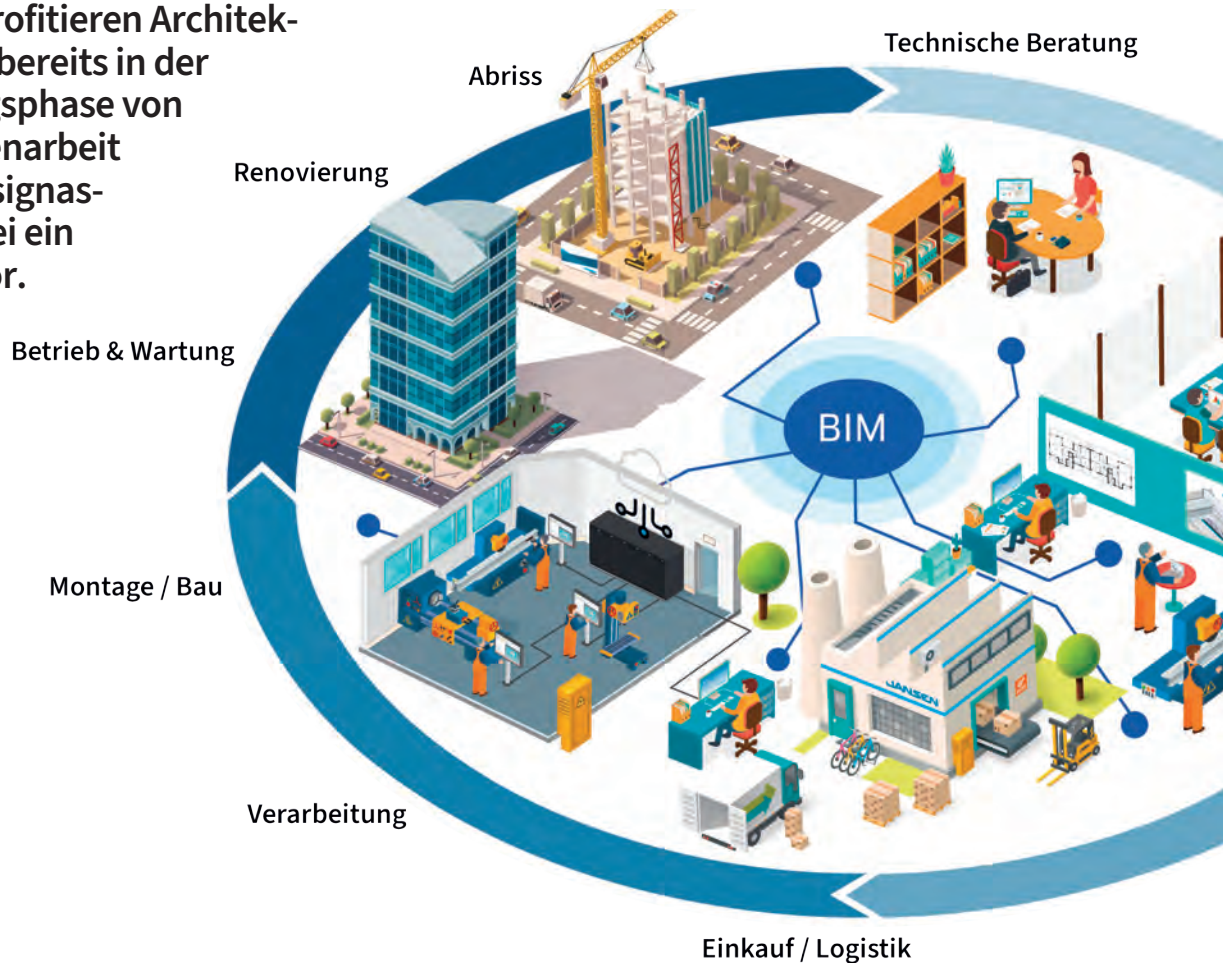 rofitieren Architek-
bereits in der
gsphase von
enarbeit
signas-
ei ein
or.
Technische Beratung
Abriss
Renovierung
Betrieb & Wartung
BIM
Montage / Bau
JANSEN
Verarbeitung
Einkauf / Logistik